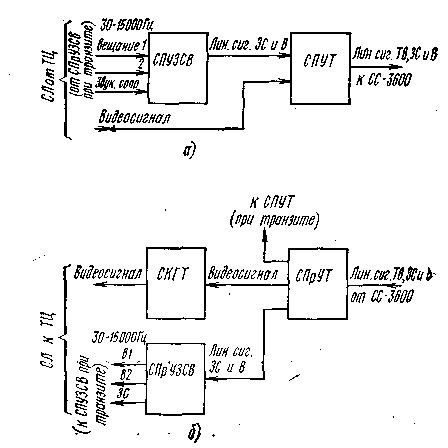 30-15000Гц
Вещание 1
2
Звук. сопр.
СПУЗСВ
Лин. сиг. ЗС и В
СПУТ
Лин. сиг. ТВ, ЗС и В
к СС-3600
СЛ от ТЦ
(от СПрУЗСВ
при транзите)
Видеосигнал
а)
к СПУТ
(при транзите)
Видеосигнал
СКГТ
Видеосигнал
СПрУТ
Лин. сиг. ТВ, ЗС и В
от СС-3600
СЛ к ТЦ
(к СПУЗСВ при
транзите)
30-15000Гц
В1
В2
ЗС
СПрУЗСВ
Лин. сиг.
ЗС и В
б)